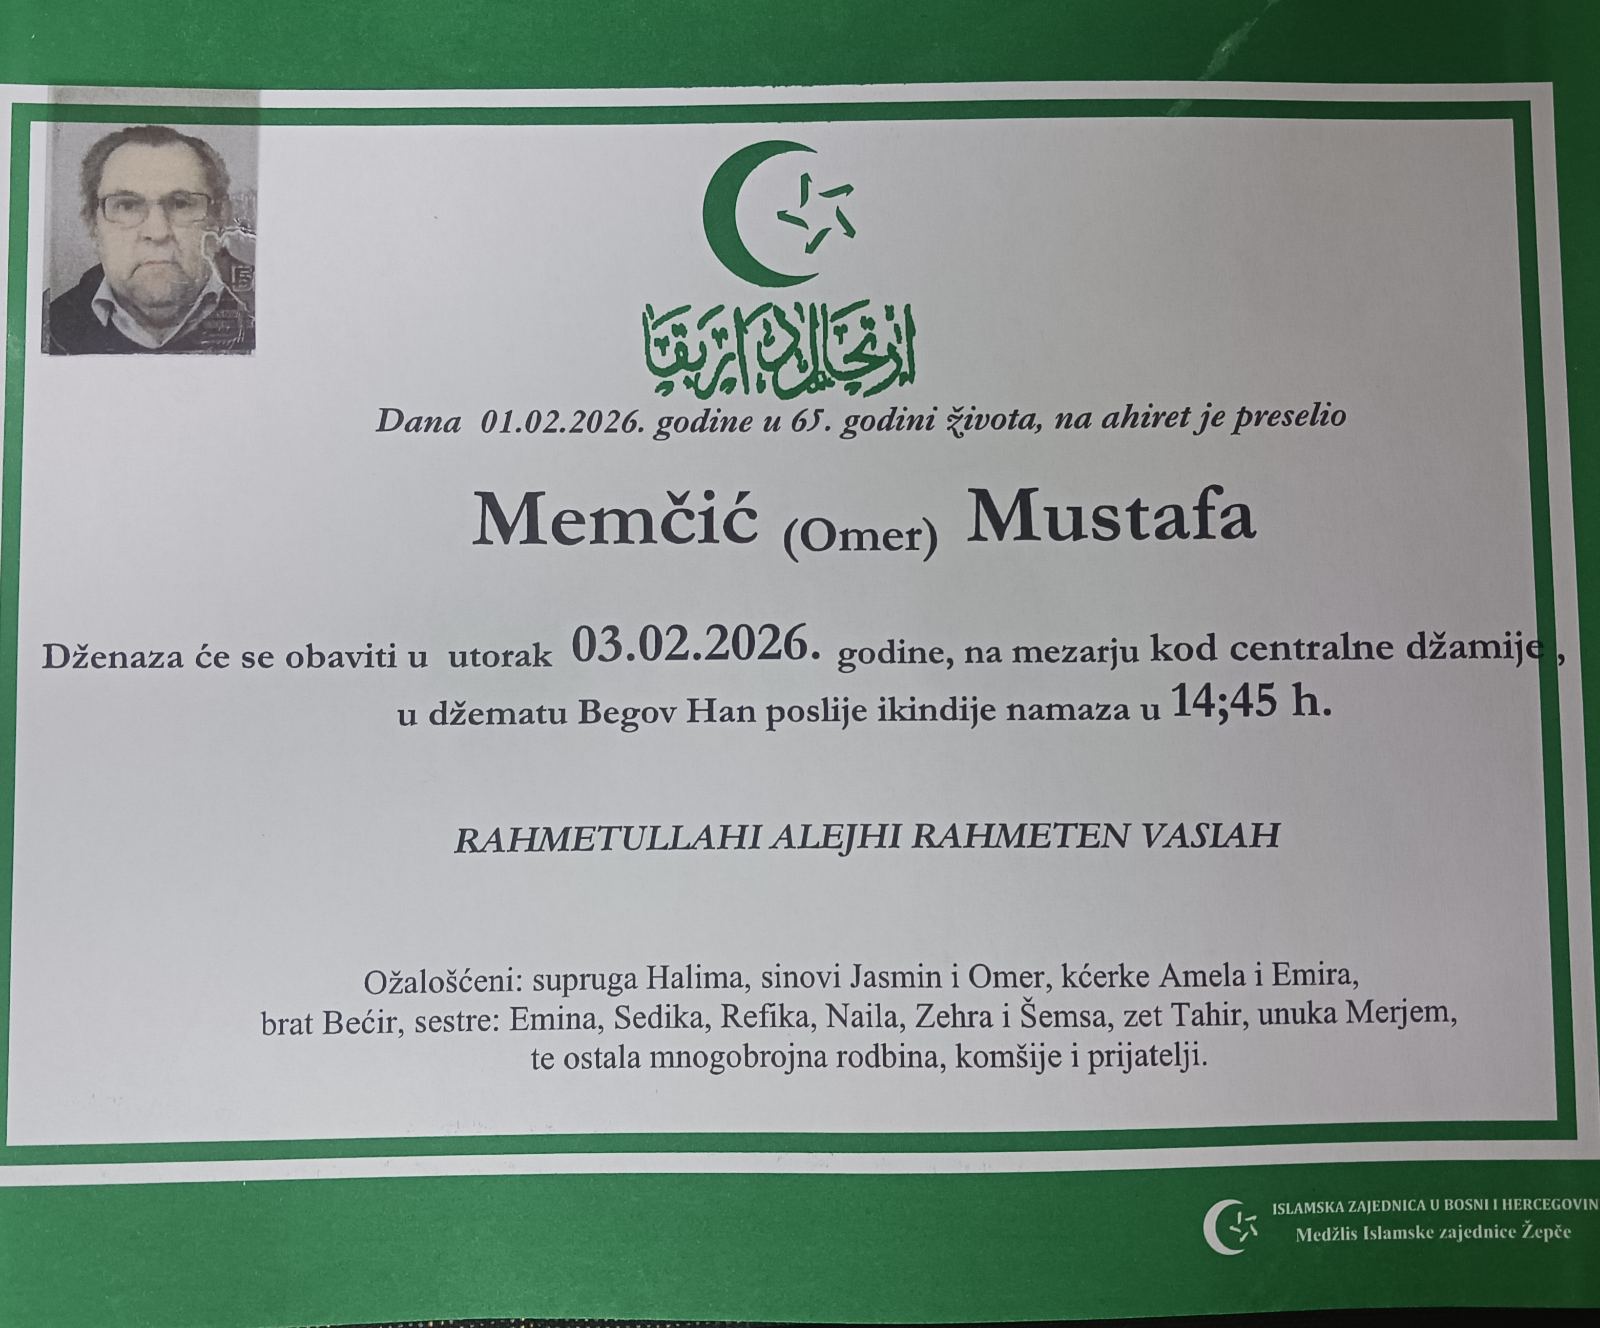 Dana 01.02.2026. godine u 65. godini života, na ahiret je preselio
Memčić (Omer) Mustafa
Dženaza će se obaviti u utorak 03.02.2026. godine, na mezarju kod centralne džamije ,
u džematu Begov Han poslije ikindije namaza u 14;45 h.
RAHMETULLAHI ALEJHI RAHMETEN VASIAH
Ožalošćeni: supruga Halima, sinovi Jasmin i Omer, kćerke Amela i Emira,
brat Bećir, sestre: Emina, Sedika, Refika, Naila, Zehra i Šemsa, zet Tahir, unuka Merjem,
te ostala mnogobrojna rodbina, komšije i prijatelji.
ISLAMSKA ZAJEDNICA U BOSNI I HERCEGOVIN
Medžlis Islamske zajednice Žepče